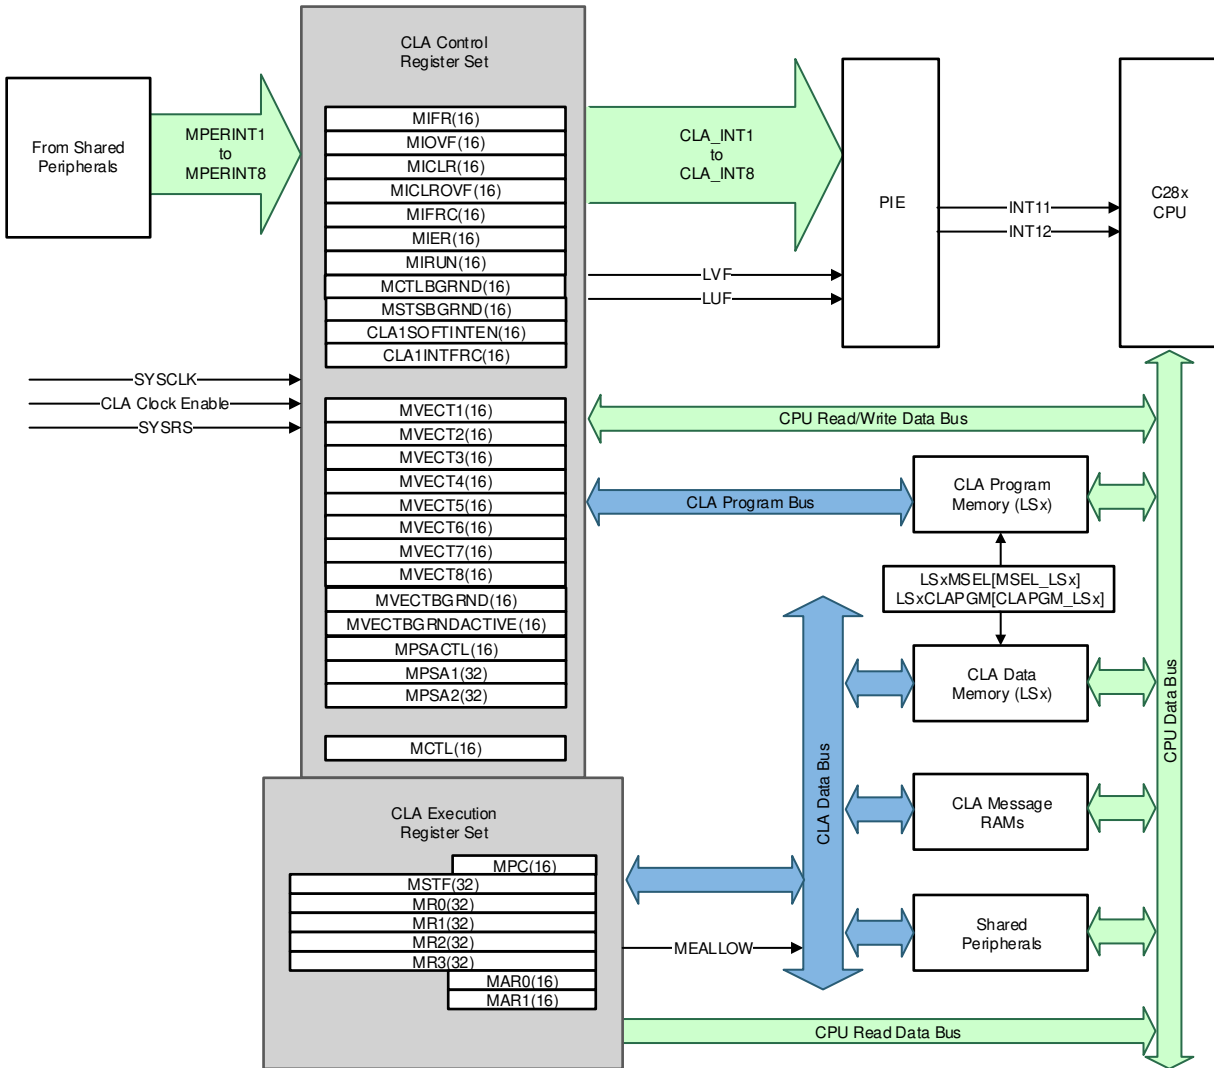 CLA Control
Register Set
From Shared
Peripherals
MPERINT1
to
MPERINT8
MIFR(16)
MIOVF(16)
MICLR(16)
MICLROVF(16)
MIFRC(16)
MIER(16)
MIRUN(16)
MCTLBGRND(16)
MSTSBGRND(16)
CLA1SOFTINTEN(16)
CLA1INTFRC(16)
CLA_INT1
to
CLA_INT8
LVF
LUF
PIE
INT11
INT12
C28x
CPU
SYSCLK
CLA Clock Enable
SYSRS
MVECT1(16)
MVECT2(16)
MVECT3(16)
MVECT4(16)
MVECT5(16)
MVECT6(16)
MVECT7(16)
MVECT8(16)
MVECTBGRND(16)
MVECTBGRNDACTIVE(16)
MPSACTL(16)
MPSA1(32)
MPSA2(32)
MCTL(16)
CPU Read/Write Data Bus
CLA Program Bus
CLA Program
Memory (LSx)
LSxMSEL[MSEL_LSx]
LSxCLAPGM[CLAPGM_LSx]
CLA Data
Memory (LSx)
CLA Message
RAMs
Shared
Peripherals
CLA Data Bus
CPU Data Bus
CLA Execution
Register Set
MPC(16)
MSTF(32)
MR0(32)
MR1(32)
MR2(32)
MR3(32)
MAR0(16)
MAR1(16)
MEALLOW
CPU Read Data Bus